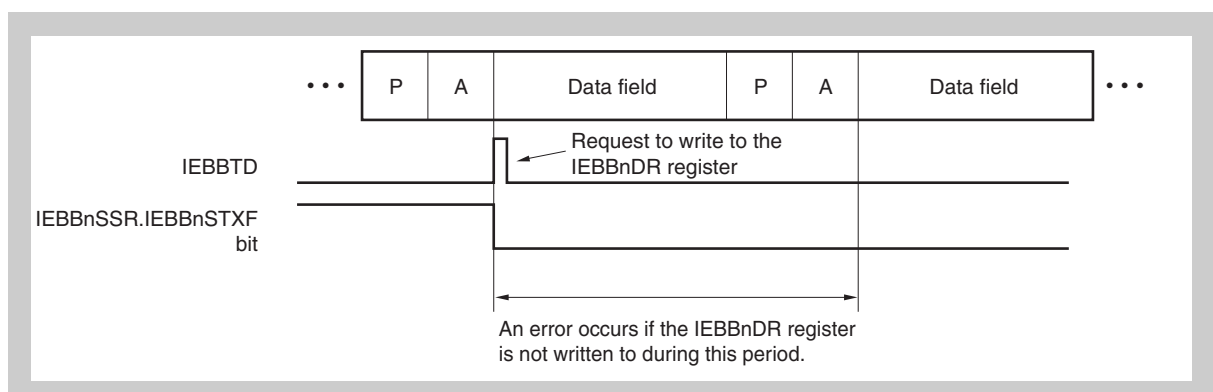 ••• P A Data field P A Data field •••
Request to write to the
IEBBnDR register
IEBBTD
IEBBnSSR.IEBBnSTXF
bit
An error occurs if the IEBBnDR register
is not written to during this period.